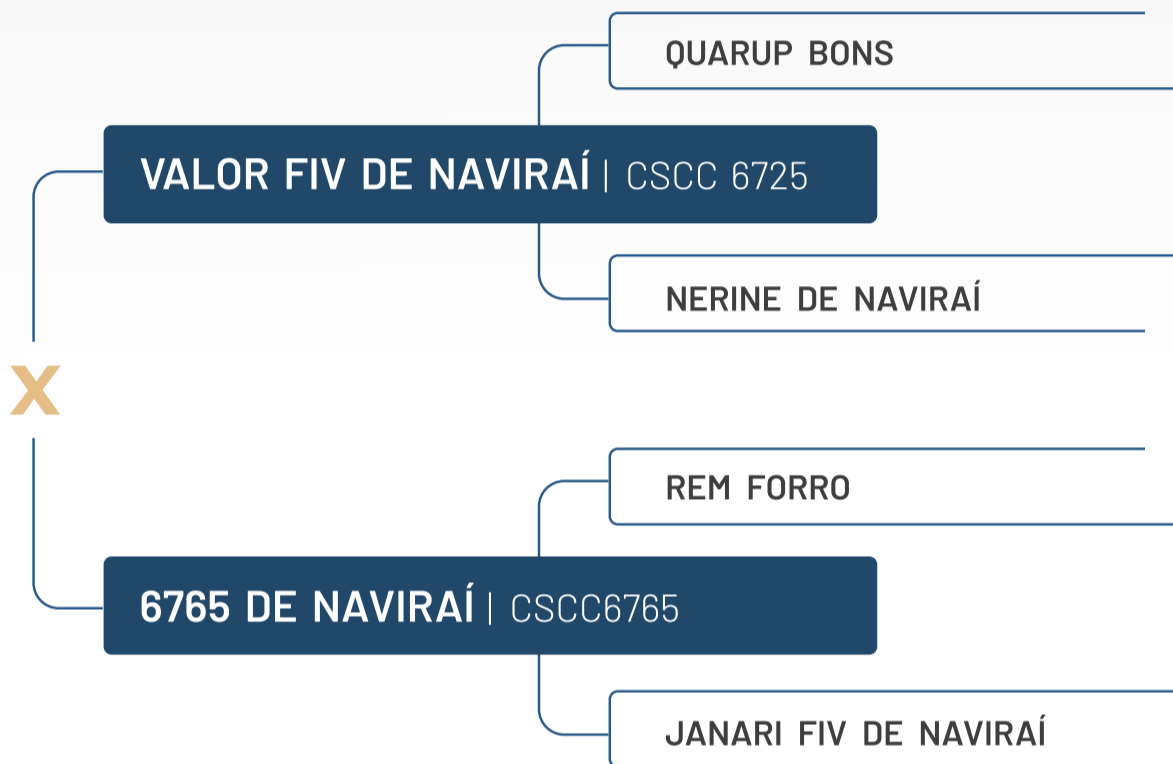 QUARUP BONS
VALOR FIV DE NAVIRAÍ | CSCC 6725
NERINE DE NAVIRAÍ
X
REM FORRO
6765 DE NAVIRAÍ | CSCC6765
JANARI FIV DE NAVIRAÍ